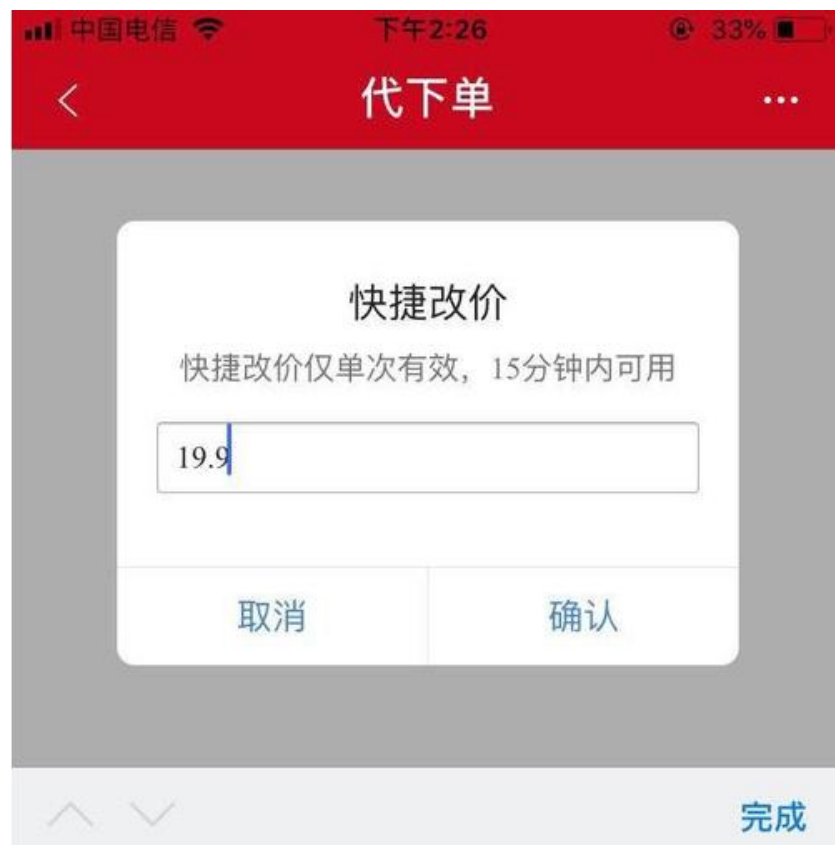 中国电信 下午2:26 33%
代下单
快捷改价
快捷改价仅单次有效，15分钟内可用
19.9
取消 确认
完成